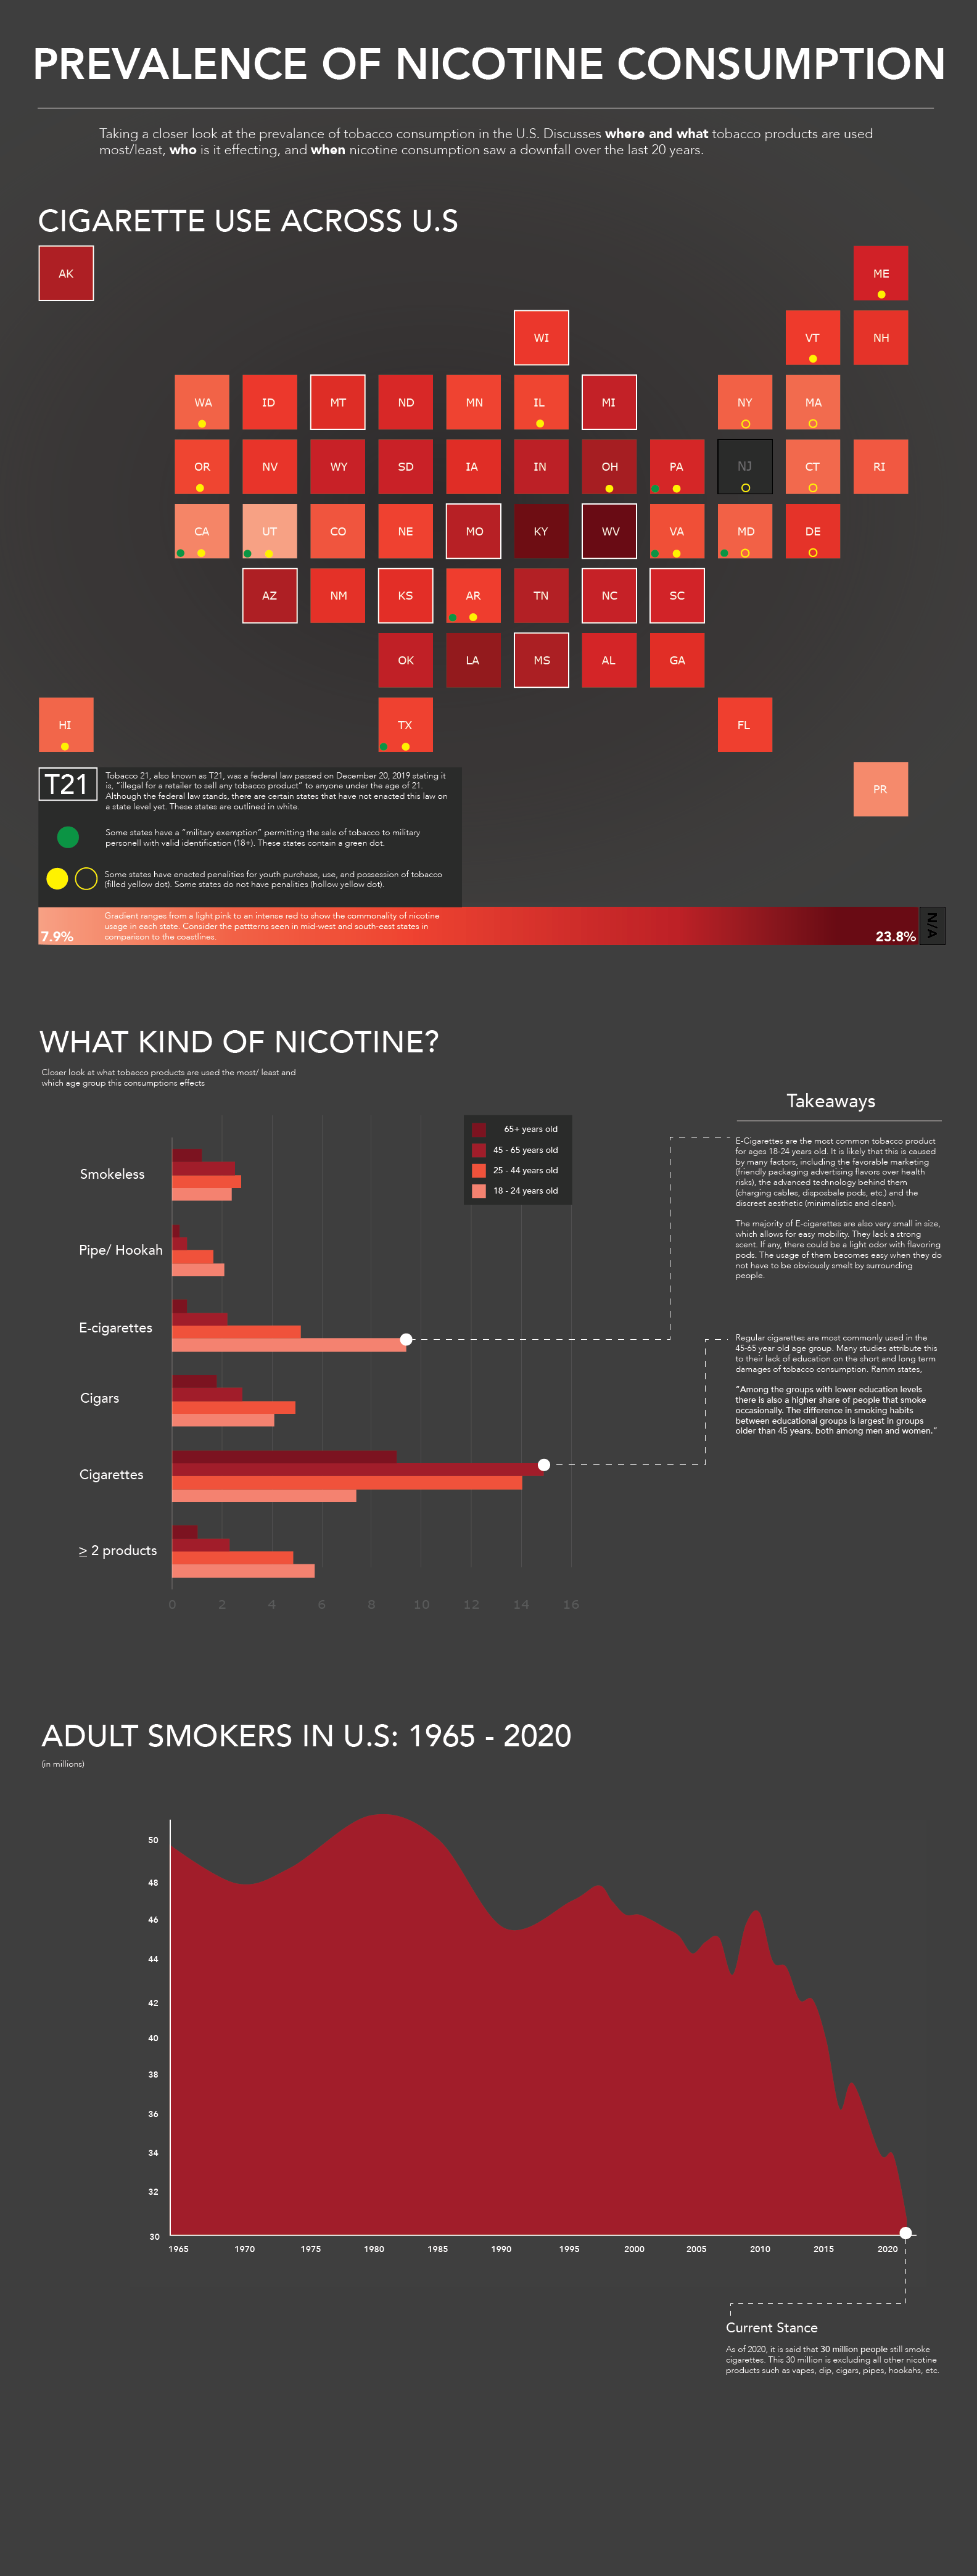 PREVALENCE OF NICOTINE CONSUMPTION
Taking a closer look at the prevalance of tobacco consumption in the U.S. Discusses where and what tobacco products are used
most/least, who is it effecting, and when nicotine consumption saw a downfall over the last 20 years.
CIGARETTE USE ACROSS U.S
AK
ME
WI
VT
NH
WA
ID
MT
ND
MN
IL
MI
NY
MA
OR
NV
WY
SD
IA
IN
OH
PA
NJ
CT
RI
CA
UT
CO
NE
MO
KY
WV
VA
MD
DE
AZ
NM
KS
AR
TN
NC
SC
OK
LA
MS
AL
GA
HI
TX
FL
PR
T21
Tobacco 21, also known as T21, was a federal law passed on December 20, 2019 stating it
is, "illegal for a retailer to sell any tobacco product" to anyone under the age of 21.
Although the federal law stands, there are certain states that have not enacted this law on
a state level yet. These states are outlined in white.
Some states have a "military exemption" permitting the sale of tobacco to military
personell with valid identification (18+). These states contain a green dot.
Some states have enacted penalities for youth purchase, use, and possession of tobacco
(filled yellow dot). Some states do not have penalities (hollow yellow dot).
Gradient ranges from a light pink to an intense red to show the commonality of nicotine
usage in each state. Consider the pattterns seen in mid-west and south-east states in
comparison to the coastlines.
7.9%
23.8%
N/A
WHAT KIND OF NICOTINE?
Closer look at what tobacco products are used the most/ least and
which age group this consumptions effects
65+ years old
45 - 65 years old
25 - 44 years old
18 - 24 years old
Smokeless
Pipe/ Hookah
E-cigarettes
Cigars
Cigarettes
≥ 2 products
0
2
4
6
8
10
12
14
16
Takeaways
E-Cigarettes are the most common tobacco product
for ages 18-24 years old. It is likely that this is caused
by many factors, including the favorable marketing
(friendly packaging advertising flavors over health
risks), the advanced technology behind them
(charging cables, disposbale pods, etc.) and the
discreet aesthetic (minimalistic and clean).
The majority of E-cigarettes are also very small in size,
which allows for easy mobility. They lack a strong
scent. If any, there could be a light odor with flavoring
pods. The usage of them becomes easy when they do
not have to be obviously smelt by surrounding
people.
Regular cigarettes are most commonly used in the
45-65 year old age group. Many studies attribute this
to their lack of education on the short and long term
damages of tobacco consumption. Ramm states,
"Among the groups with lower education levels
there is also a higher share of people that smoke
occasionally. The difference in smoking habits
between educational groups is largest in groups
older than 45 years, both among men and women."
ADULT SMOKERS IN U.S: 1965 - 2020
(in millions)
50
48
46
44
42
40
38
36
34
32
30
1965
1970
1975
1980
1985
1990
1995
2000
2005
2010
2015
2020
Current Stance
As of 2020, it is said that 30 million people still smoke
cigarettes. This 30 million is excluding all other nicotine
products such as vapes, dip, cigars, pipes, hookahs, etc.